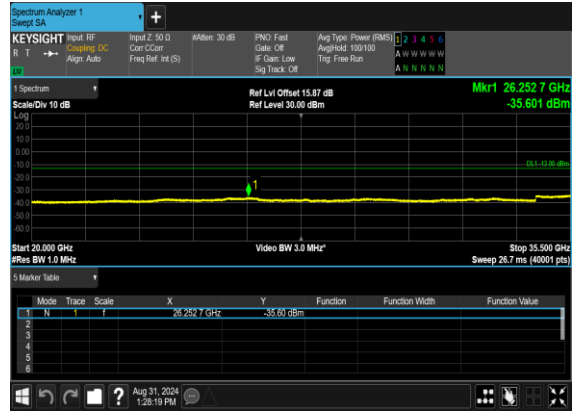 Spectrum Analyzer 1
Swept SA
+
KEYSIGHT Input: RF Input Z: 50 Ω #Atten: 30 dB PNO: Fast Avg Type: Power (RMS) 1 2 3 4 5 6
R T Coupling: DC Corr CCorr Gate: Off Avg|Hold: 100/100 A W W W W W
Align: Auto Freq Ref: Int (S) IF Gain: Low Trig: Free Run
Sig Track: Off A N N N N N
1 Spectrum Ref Lvl Offset 15.87 dB Mkr1 26.252 7 GHz
Scale/Div 10 dB Ref Level 30.00 dBm -35.601 dBm
Log
20.0
10.0
0.00
-10.0
DL1 -13.00 dBm
-20.0
1
-30.0
-40.0
-50.0
-60.0
Start 20.000 GHz Video BW 3.0 MHz* Stop 35.500 GHz
#Res BW 1.0 MHz Sweep 26.7 ms (40001 pts)
5 Marker Table
Mode Trace Scale X Y Function Function Width Function Value
1 N 1 f 26.252 7 GHz -35.60 dBm
2
3
4
5
6
? Aug 31, 2024
1:28:19 PM